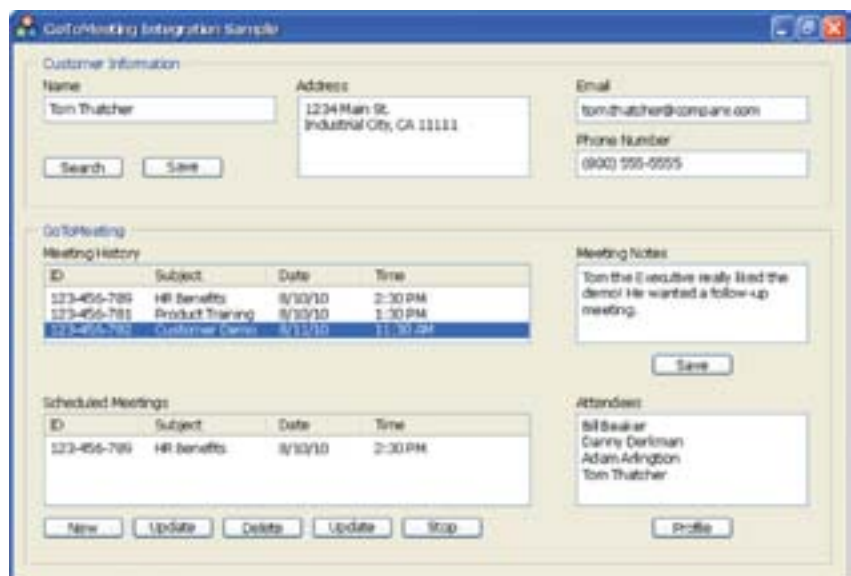 GoToMeeting Integration Sample
Customer Information
Name
Tom Thatcher
Address
1234 Main St.
Industrial City, CA 11111
Email
tom.thatcher@company.com
Phone Number
(800) 555-5555
Search
Save
GoToMeeting
Meeting History
ID Subject Date Time
123-456-789 HR Benefits 8/10/10 2:30 PM
123-456-781 Product Training 8/10/10 1:30 PM
123-456-782 Customer Demo 8/11/10 11:30 AM
Meeting Notes
Tom the Executive really liked the
demo! He wanted a follow-up
meeting.
Save
Scheduled Meetings
ID Subject Date Time
123-456-789 HR Benefits 8/10/10 2:30 PM
Attendees
Bill Beaker
Danny Derkman
Adam Arlington
Tom Thatcher
New
Update
Delete
Update
Stop
Profile